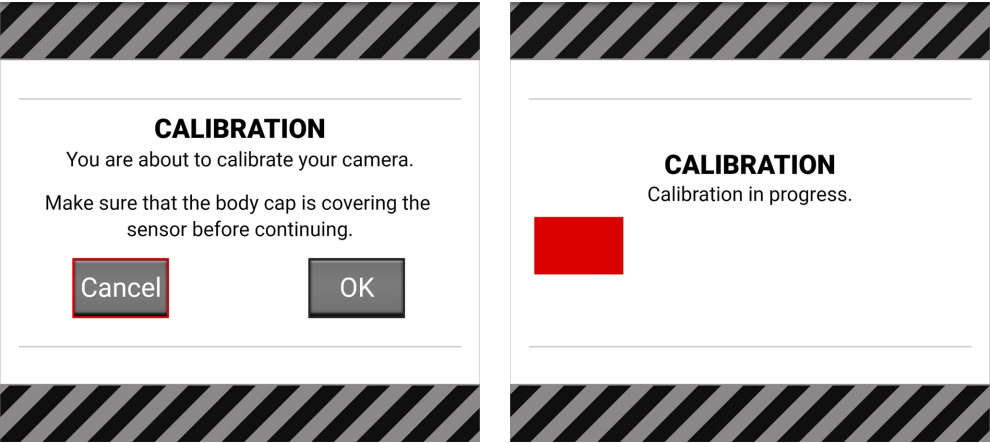 CALIBRATION
You are about to calibrate your camera.
Make sure that the body cap is covering the
sensor before continuing.
Cancel
OK
CALIBRATION
Calibration in progress.